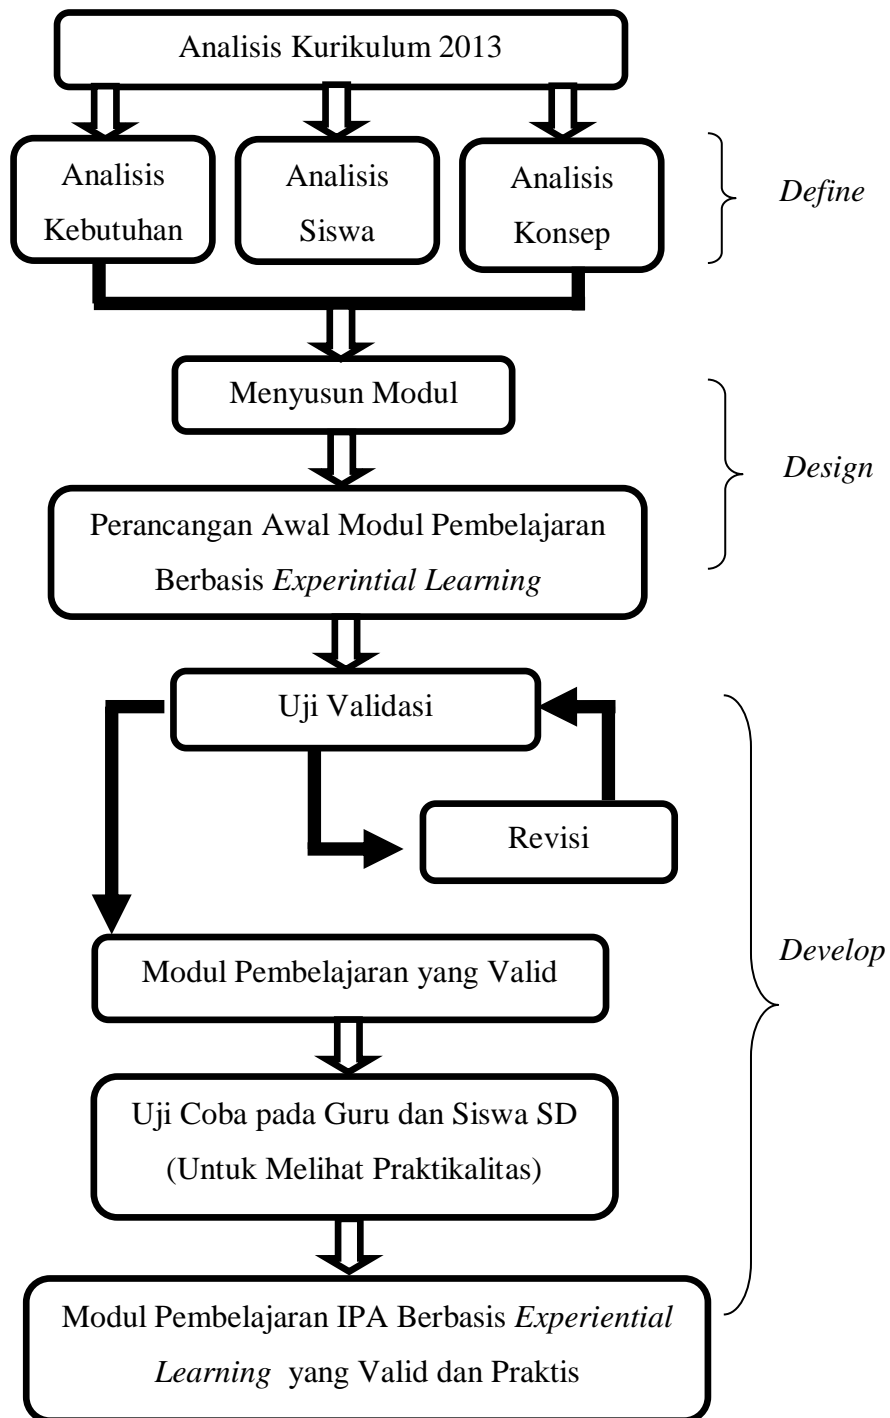 Analisis Kurikulum 2013
Analisis
Kebutuhan
Analisis
Siswa
Analisis
Konsep
Define
Menyusun Modul
Design
Perancangan Awal Modul Pembelajaran
Berbasis Experintial Learning
Uji Validasi
Revisi
Develop
Modul Pembelajaran yang Valid
Uji Coba pada Guru dan Siswa SD
(Untuk Melihat Praktikalitas)
Modul Pembelajaran IPA Berbasis Experiential
Learning yang Valid dan Praktis